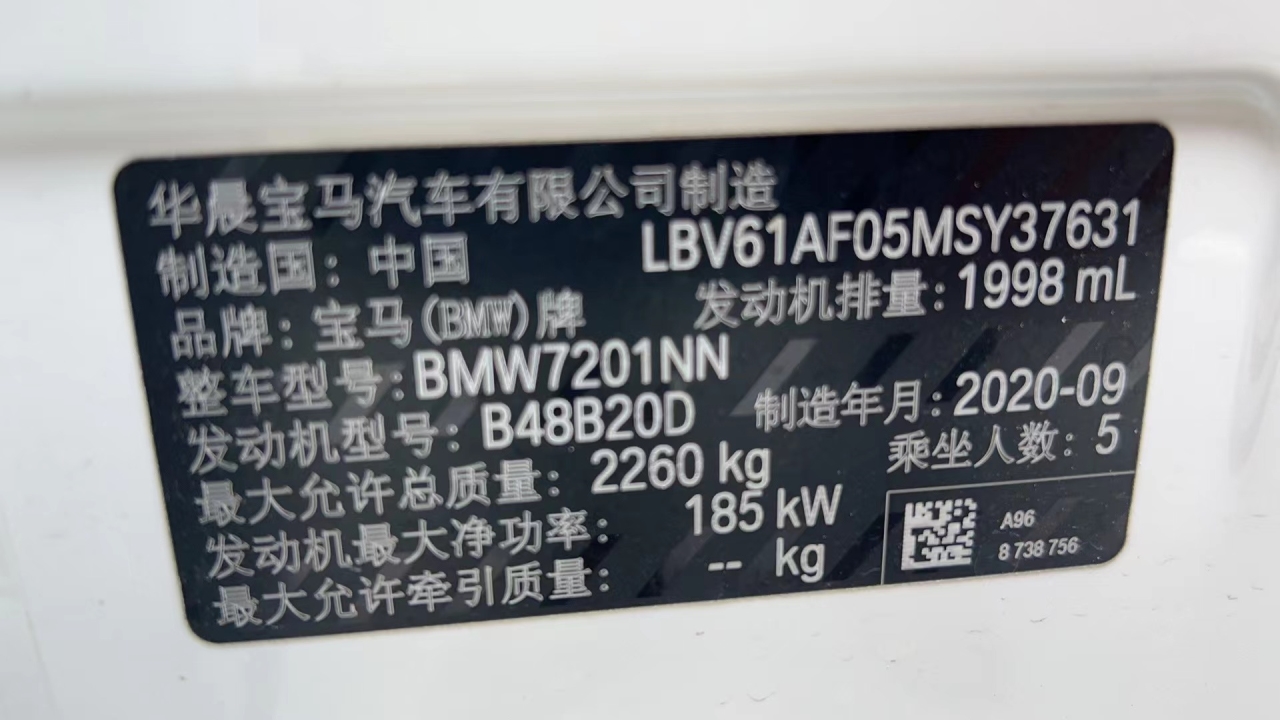 华晨宝马汽车有限公司制造
制造国：中国 LBV61AF05MSY37631
品牌：宝马(BMW)牌 发动机排量：1998 mL
整车型号：BMW7201NN
发动机型号：B48B20D 制造年月：2020-09
最大允许总质量：2260 kg 乘坐人数：5
发动机最大净功率：185 kW
最大允许牵引质量：-- kg
A96
8 738 756